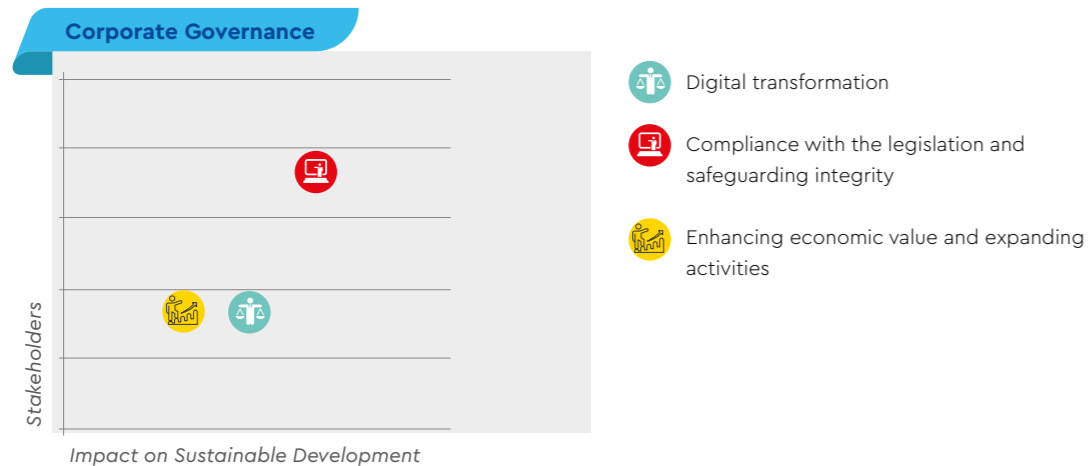 Corporate Governance
Stakeholders
Impact on Sustainable Development
Digital transformation
Compliance with the legislation and
safeguarding integrity
Enhancing economic value and expanding
activities